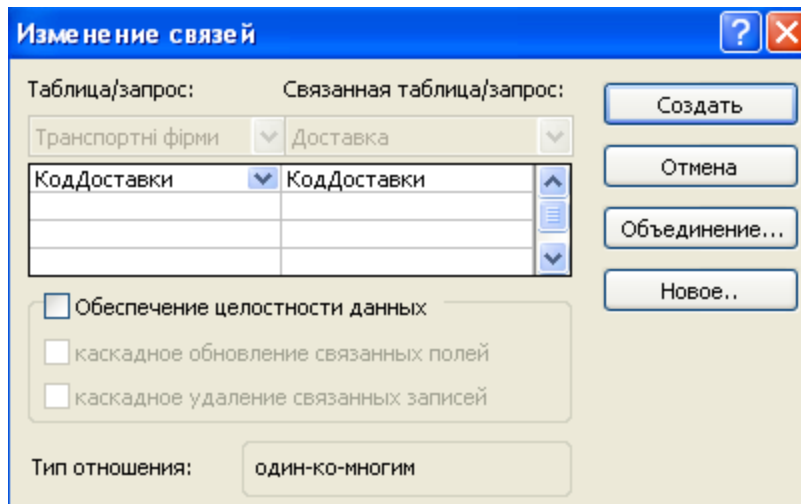 Изменение связей
Таблица/запрос: Связанная таблица/запрос:
Транспортні фірми Доставка
КодДоставки КодДоставки
Обеспечение целостности данных
каскадное обновление связанных полей
каскадное удаление связанных записей
Тип отношения: один-ко-многим
Создать
Отмена
Объединение...
Новое..